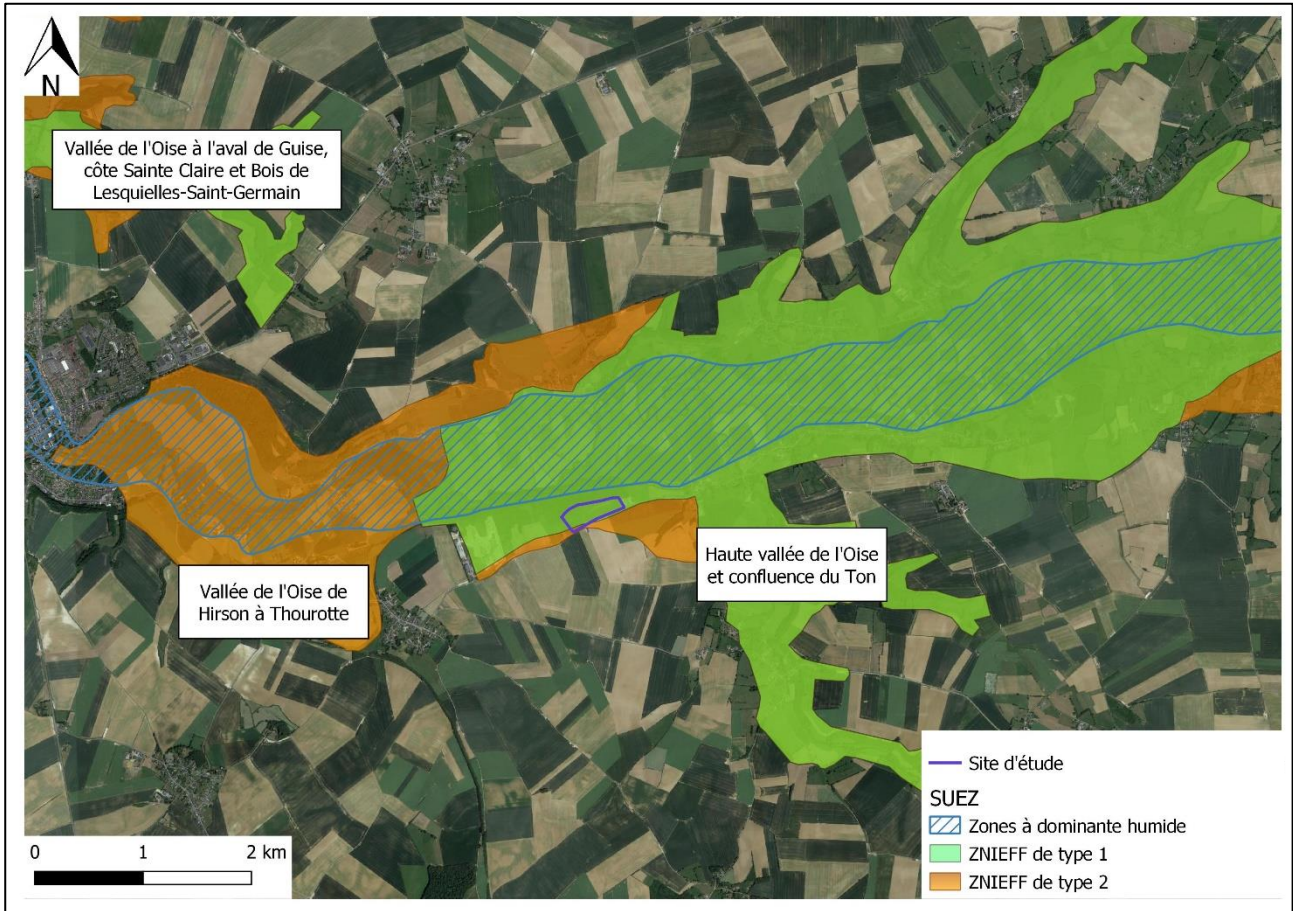 N
Vallée de l'Oise à l'aval de Guise,
côte Sainte Claire et Bois de
Lesquielles-Saint-Germain
Vallée de l'Oise de
Hirson à Thourotte
Haute vallée de l'Oise
et confluence du Ton
Site d'étude
SUEZ
Zones à dominante humide
ZNIEFF de type 1
ZNIEFF de type 2
0 1 2 km